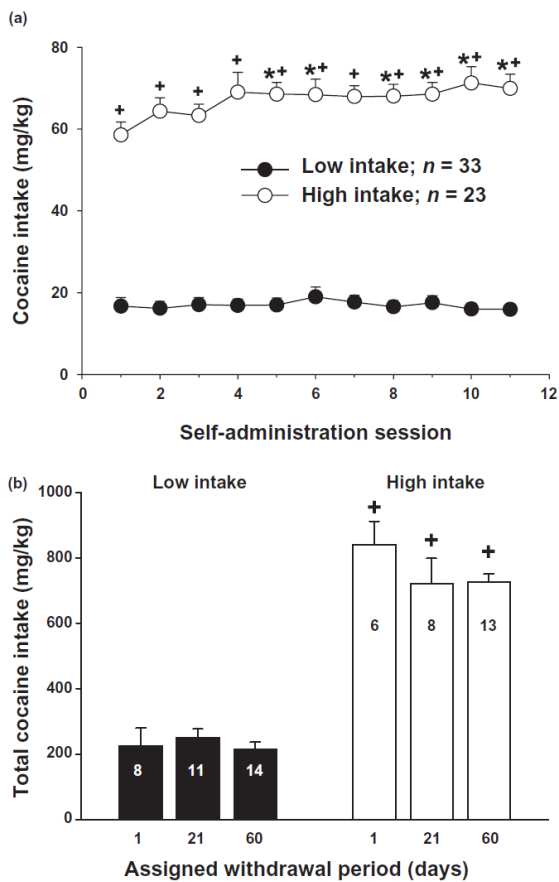 (a)
80
60
40
20
0
Cocaine intake (mg/kg)
+ + + + *+ *+ + *+ *+ *+ *+
Low intake; n = 33
High intake; n = 23
0 2 4 6 8 10 12
Self-administration session
(b)
Low intake High intake
1000
800
600
400
200
0
Total cocaine intake (mg/kg)
+ + +
6 8 13
8 11 14
1 21 60 1 21 60
Assigned withdrawal period (days)